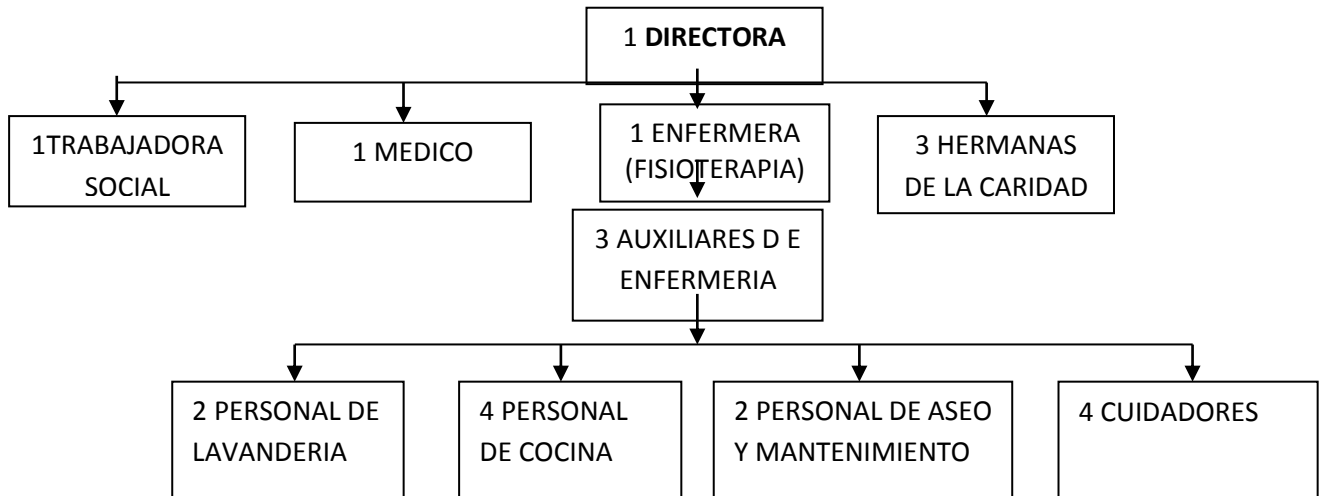 1 DIRECTORA
1TRABAJADORA
SOCIAL
1 MEDICO
1 ENFERMERA
(FISIOTERAPIA)
3 HERMANAS
DE LA CARIDAD
3 AUXILIARES D E
ENFERMERIA
2 PERSONAL DE
LAVANDERIA
4 PERSONAL
DE COCINA
2 PERSONAL DE ASEO
Y MANTENIMIENTO
4 CUIDADORES